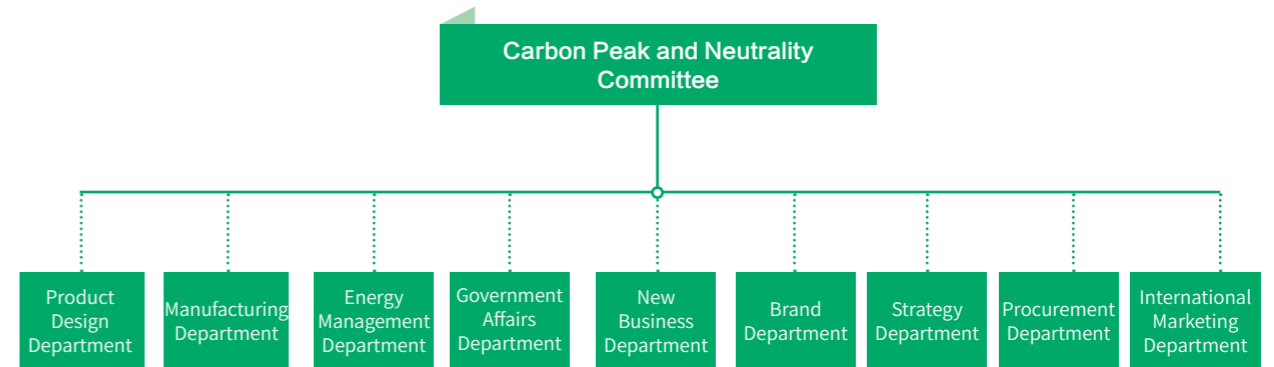 Carbon Peak and Neutrality
Committee
Product
Design
Department
Manufacturing
Department
Energy
Management
Department
Government
Affairs
Department
New
Business
Department
Brand
Department
Strategy
Department
Procurement
Department
International
Marketing
Department